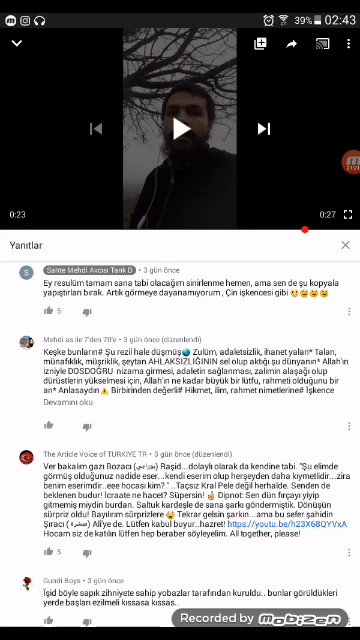 39% 02:43
0:23 0:27
21:21
Yanıtlar
S Sahte Mehdi Avcısı Tarık D • 3 gün önce
Ey resulüm tamam sana tabi olacağım sinirlenme hemen, ama sen de şu kopyala
yapıştırları bırak. Artık görmeye dayanamıyorum , Çin işkencesi gibi
5
Mehdi as ile 7'den 70'e • 3 gün önce (düzenlendi)
Keşke bunların# Şu rezil hale düşmüş Zulüm, adaletsizlik, ihanet yalan* Talan,
münafıklık, müşriklik, şeytan AHLAKSIZLIĞININ sel olup aktığı şu dünyanın* Allah'ın
izniyle DOSDOĞRU nizama girmesi, adaletin sağlanması, zalimin alaşağı olup
dürüstlerin yükselmesi için, Allah'ın ne kadar büyük bir lütfu, rahmeti olduğunu bir
an* Anlasaydın ⚠ Birbirinden değerli# Hikmet, ilim, rahmet nimetlerine# İşkence
Devamını oku
The Article Voice of TURKIYE TR • 3 gün önce (düzenlendi)
Ver bakalım gazı Bozacı (بوزاجي) Raşid...dolaylı olarak da kendine tabi. "Şu elimde
görmüş olduğunuz nadide eser...kendi eserim olup herşeyden daha kıymetlidir...zira
benim eserimdir..eee hocası kim?.." ..Taçsız Kral Pele değil herhalde. Senden de
beklenen budur! İcraate ne hacet? Süpersin! Dipnot: Sen dün fırçayı yiyip
gitmemiş miydin burdan. Saltuk kardeşle de sana şarkı göndermiştik. Dönüşün
sürpriz oldu! Bayılırım sürprizlere Tekrar gelsin şarkın...ama bu sefer şahidin
Şıracı Ali'ye de. Lütfen kabul buyur..hazret! https://youtu.be/h23X68QYVxA
Hocam siz de katılın lütfen hep beraber söyleyelim. All together, please!
5
Gundi Boys • 3 gün önce
İşid böyle sapık zihniyete sahip yobazlar tarafından kuruldu.. bunlar görüldükleri
yerde başları ezilmeli kıssasa kıssas..
Recorded by MOBIZEN